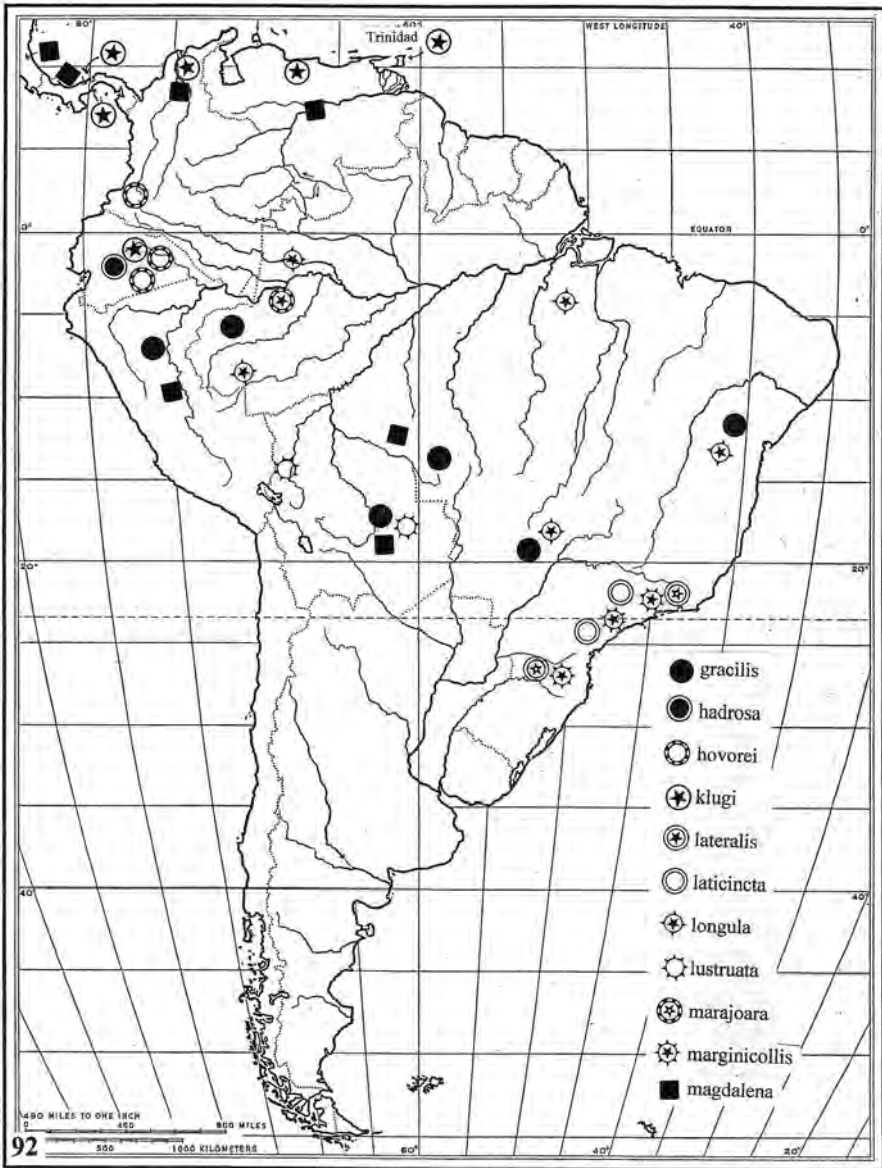 80° 60° WEST LONGITUDE 40°
Trinidad
0° EQUATOR 0°
20° 20°
gracilis
hadrosa
hovorei
klugi
lateralis
laticincta
longula
lustruata
marajoara
marginicollis
magdalena
40° 40°
490 MILES TO ONE INCH
0 400 800 MILES
500 1000 KILOMETERS
92
60° 40° 20°